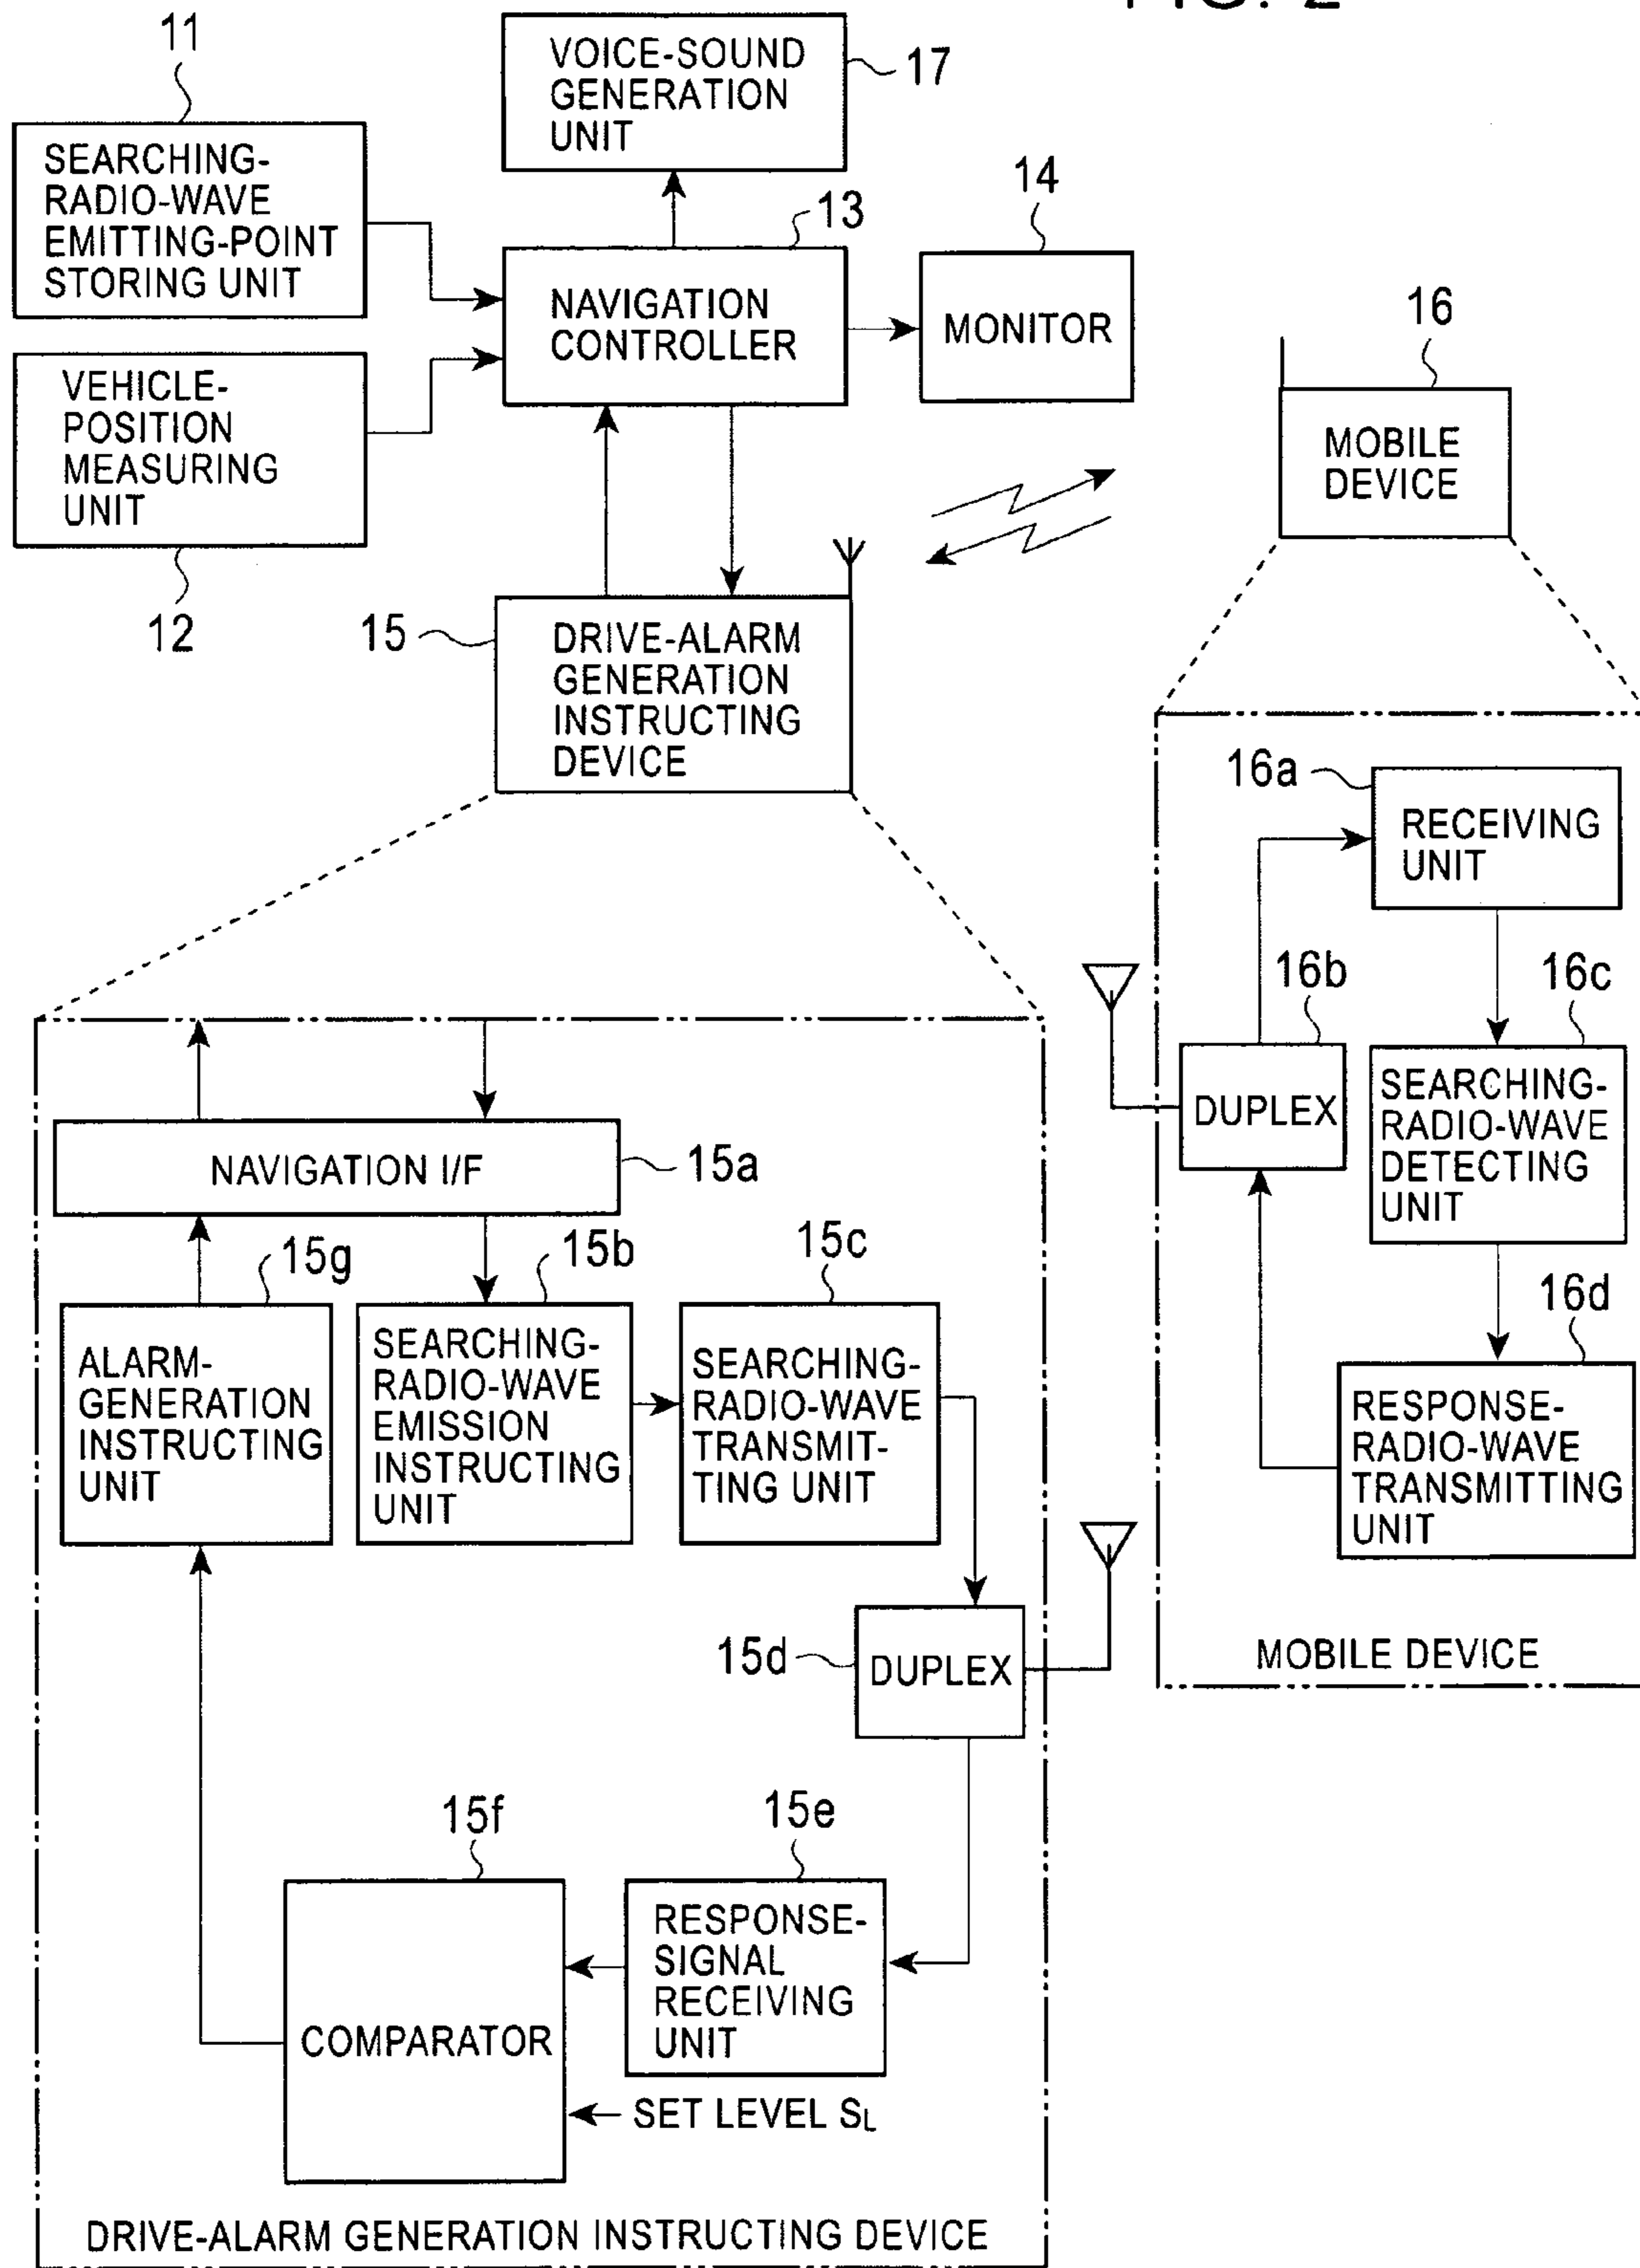 FIG. 2
11
VOICE-SOUND
GENERATION
UNIT
17
SEARCHING-
RADIO-WAVE
EMITTING-POINT
STORING UNIT
13
14
NAVIGATION
CONTROLLER
MONITOR
16
VEHICLE-
POSITION
MEASURING
UNIT
MOBILE
DEVICE
12
15
DRIVE-ALARM
GENERATION
INSTRUCTING
DEVICE
16a
RECEIVING
UNIT
16b
16c
DUPLEX
SEARCHING-
RADIO-WAVE
DETECTING
UNIT
NAVIGATION I/F
15a
15g
15b
15c
16d
ALARM-
GENERATION
INSTRUCTING
UNIT
SEARCHING-
RADIO-WAVE
EMISSION
INSTRUCTING
UNIT
SEARCHING-
RADIO-WAVE
TRANSMIT-
TING UNIT
RESPONSE-
RADIO-WAVE
TRANSMITTING
UNIT
15d
DUPLEX
MOBILE DEVICE
15f
15e
COMPARATOR
RESPONSE-
SIGNAL
RECEIVING
UNIT
SET LEVEL SL
DRIVE-ALARM GENERATION INSTRUCTING DEVICE